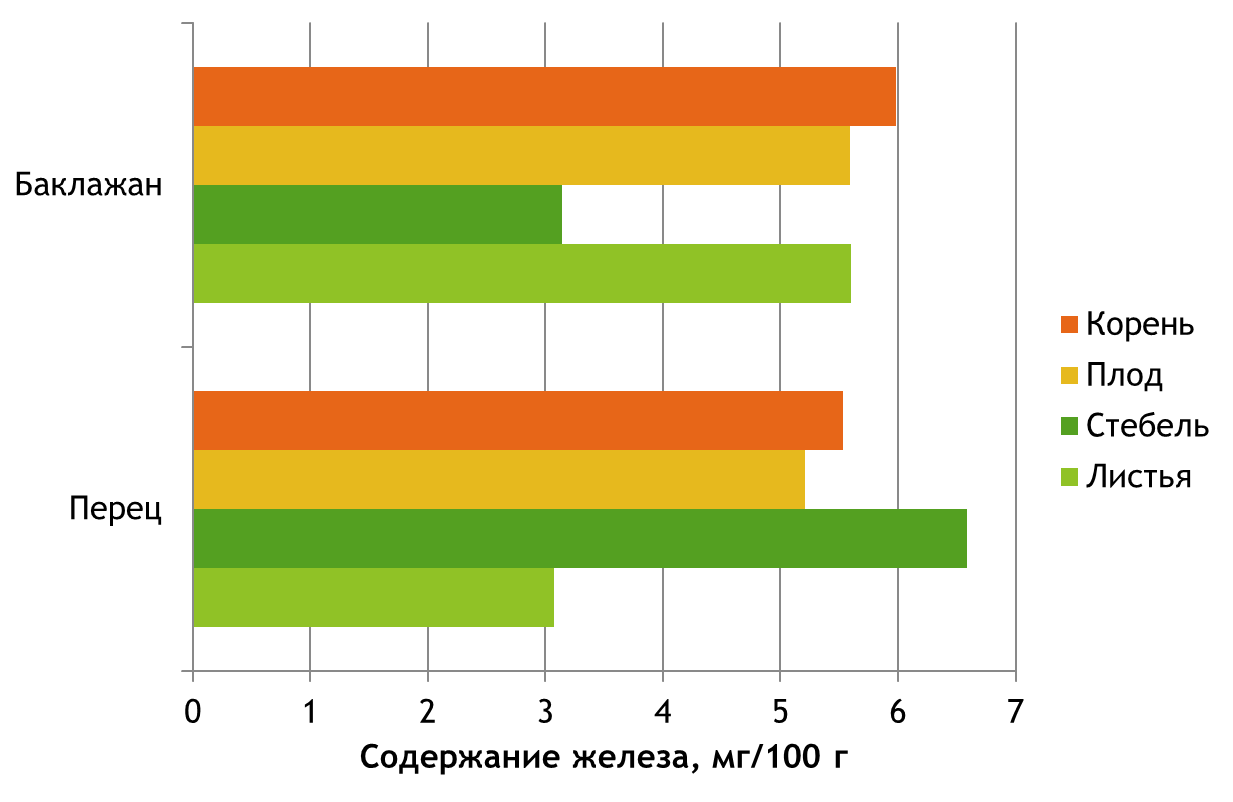 Баклажан
Перец
Корень
Плод
Стебель
Листья
0 1 2 3 4 5 6 7
Содержание железа, мг/100 г